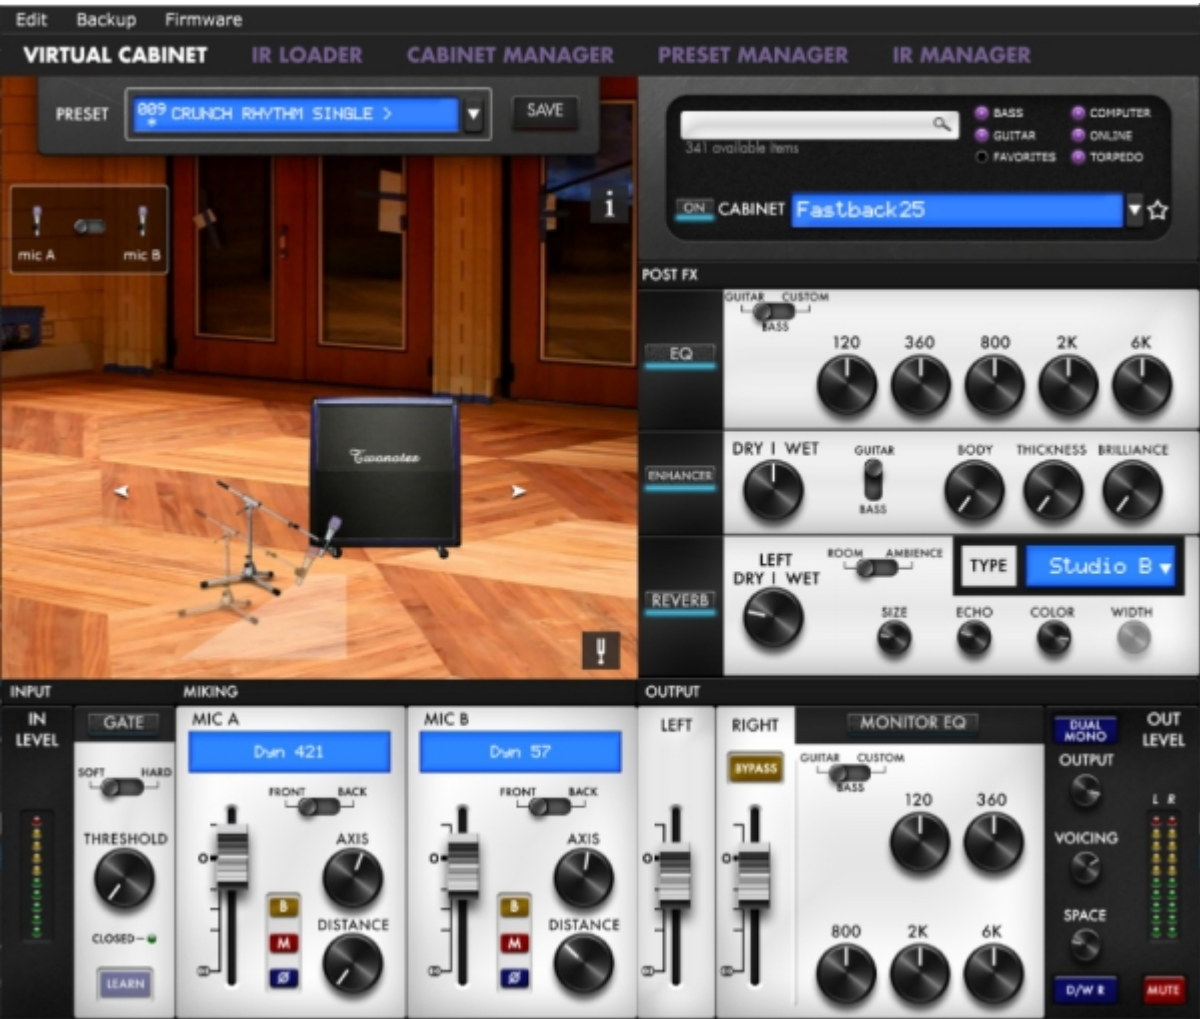 Edit Backup Firmware
VIRTUAL CABINET IR LOADER CABINET MANAGER PRESET MANAGER IR MANAGER
PRESET 009 * CRUNCH RHYTHM SINGLE > SAVE
mic A mic B
i
Twonotes
341 available items
BASS COMPUTER
GUITAR ONLINE
FAVORITES TORPEDO
ON CABINET Fastback25
POST FX
EQ
GUITAR CUSTOM
BASS
120 360 800 2K 6K
ENHANCER
DRY | WET
GUITAR
BASS
BODY THICKNESS BRILLIANCE
REVERB
LEFT
DRY | WET
ROOM AMBIENCE
TYPE Studio B
SIZE ECHO COLOR WIDTH
INPUT
IN
LEVEL
GATE
SOFT HARD
THRESHOLD
CLOSED
LEARN
MIKING
MIC A
Dyn 421
FRONT BACK
AXIS
O
B
M
Ø
DISTANCE
∞
MIC B
Dyn 57
FRONT BACK
AXIS
O
B
M
Ø
DISTANCE
∞
OUTPUT
LEFT
O
∞
RIGHT
BYPASS
O
∞
MONITOR EQ
GUITAR CUSTOM
BASS
120 360
800 2K 6K
DUAL
MONO
OUTPUT
VOICING
SPACE
D/W R
OUT
LEVEL
L R
MUTE